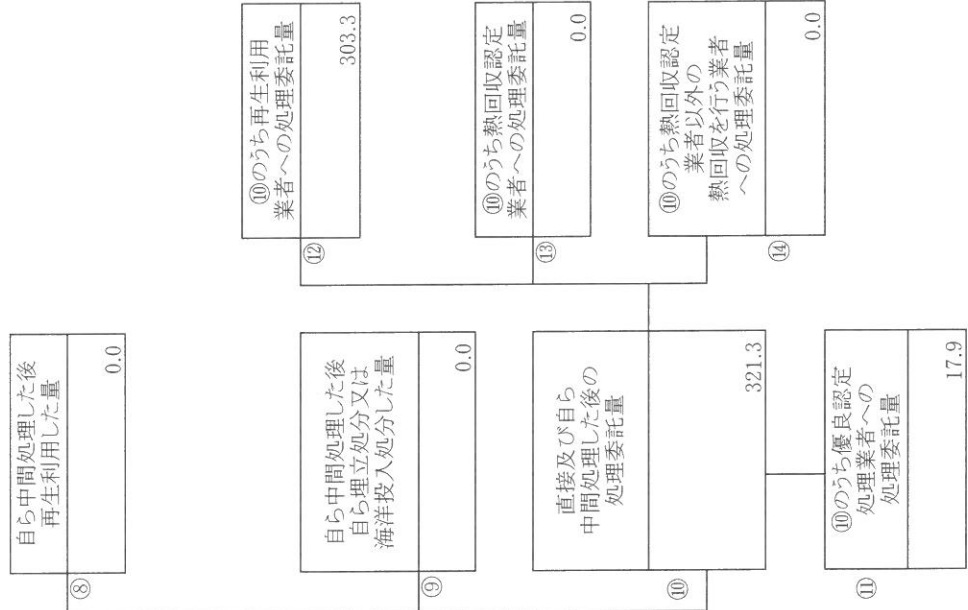 ⑧
自ら中間処理した後
再生利用した量
0.0
⑨
自ら中間処理した後
自ら埋立処分又は
海洋投入処分した量
0.0
⑩
直接及び自ら
中間処理した後の
処理委託量
321.3
⑪
⑩のうち優良認定
処理業者への
処理委託量
17.9
⑫
⑩のうち再生利用
業者への処理委託量
303.3
⑬
⑩のうち熱回収認定
業者への処理委託量
0.0
⑭
⑩のうち熱回収認定
業者以外の
熱回収を行う業者
への処理委託量
0.0